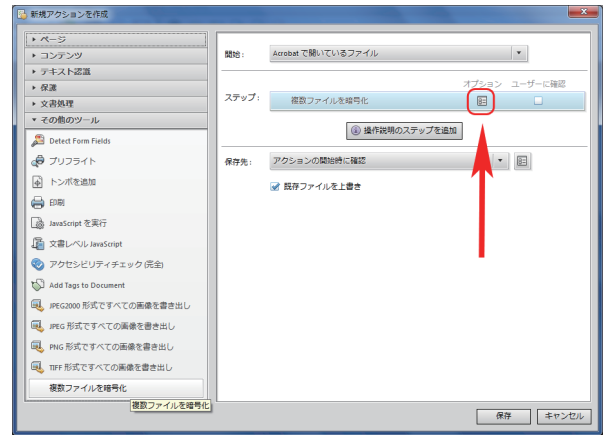 新規アクションを作成
ページ
コンテンツ
テキスト認識
保護
文書処理
その他のツール
Detect Form Fields
プリフライト
トンボを追加
印刷
JavaScript を実行
文書レベル JavaScript
アクセシビリティチェック (完全)
Add Tags to Document
JPEG2000 形式ですべての画像を書き出し
JPEG 形式ですべての画像を書き出し
PNG 形式ですべての画像を書き出し
TIFF 形式ですべての画像を書き出し
複数ファイルを暗号化
複数ファイルを暗号化
開始: Acrobat で開いているファイル
オプション ユーザーに確認
ステップ: 複数ファイルを暗号化
操作説明のステップを追加
保存先: アクションの開始時に確認
既存ファイルを上書き
保存 キャンセル